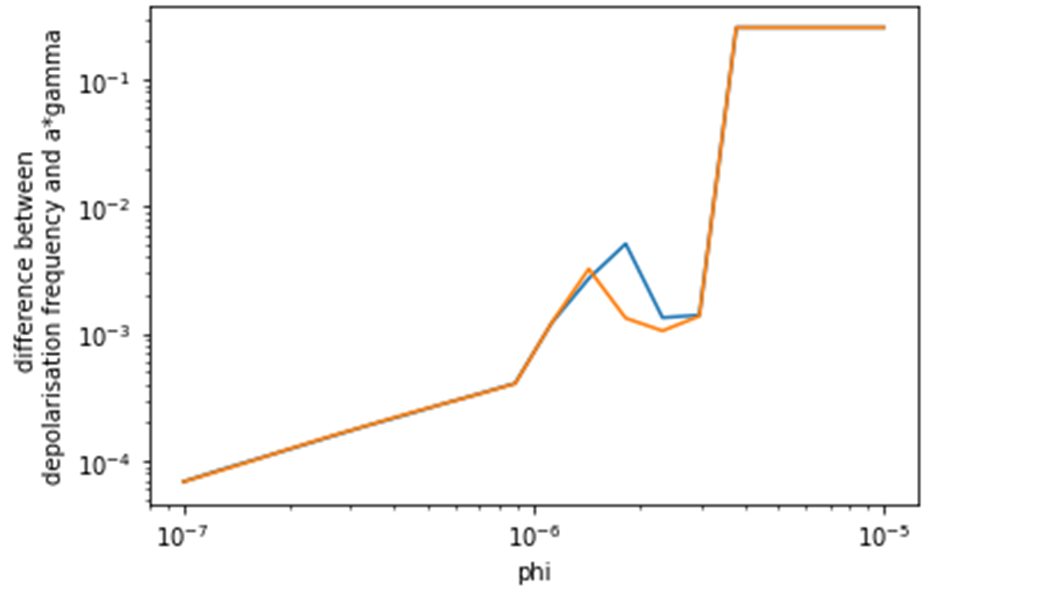 difference between
depolarisation frequency and a*gamma
10⁻¹
10⁻²
10⁻³
10⁻⁴
10⁻⁷
10⁻⁶
10⁻⁵
phi